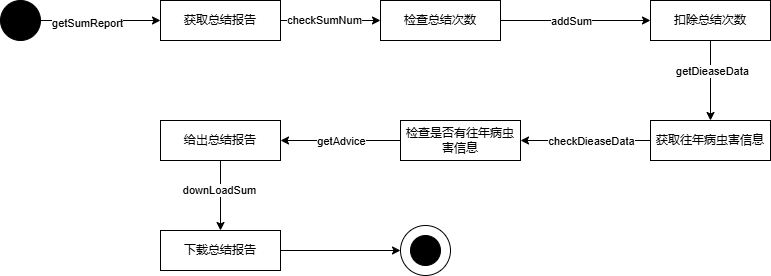 getSumReport
获取总结报告
checkSumNum
检查总结次数
addSum
扣除总结次数
getDieaseData
获取往年病虫害信息
checkDieaseData
检查是否有往年病虫
害信息
getAdvice
给出总结报告
downLoadSum
下载总结报告